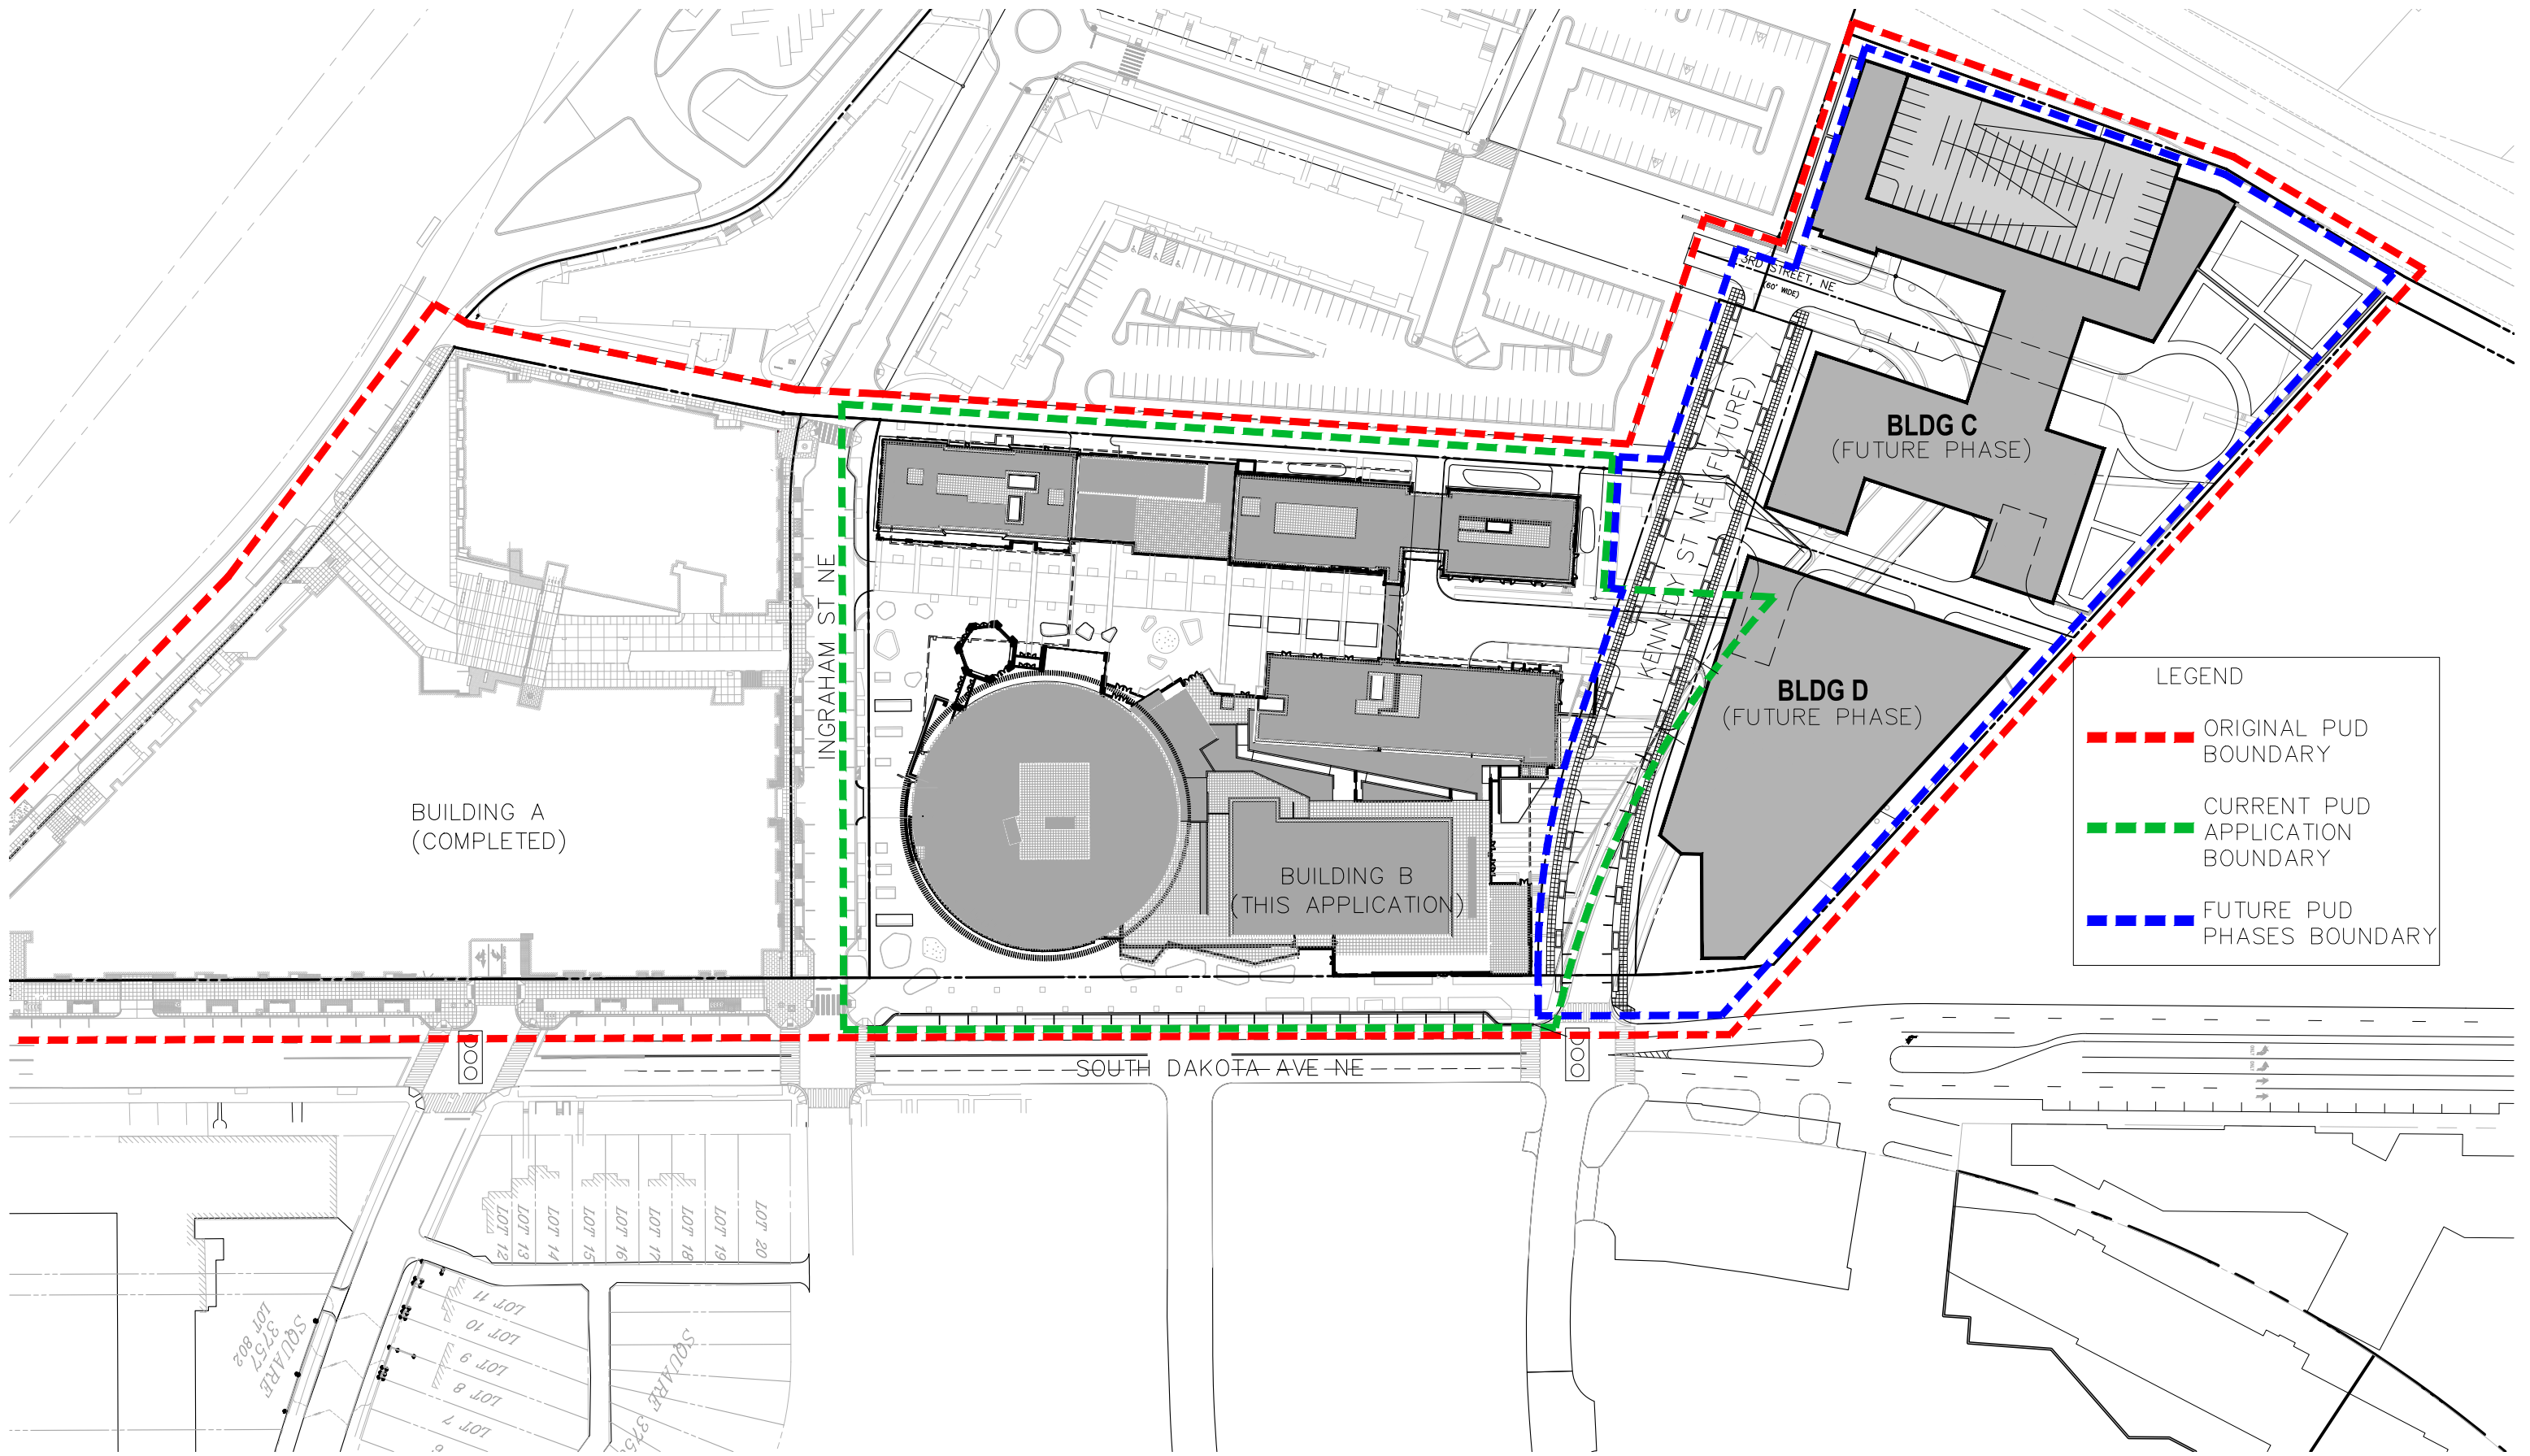 3RD STREET, NE
(60' WIDE)
BLDG C
(FUTURE PHASE)
KENNEDY ST NE (FUTURE)
INGRAHAM ST NE
BLDG D
(FUTURE PHASE)
LEGEND
ORIGINAL PUD
BOUNDARY
CURRENT PUD
APPLICATION
BOUNDARY
FUTURE PUD
PHASES BOUNDARY
BUILDING A
(COMPLETED)
BUILDING B
(THIS APPLICATION)
SOUTH DAKOTA AVE NE
LOT 12
LOT 13
LOT 14
LOT 15
LOT 16
LOT 17
LOT 18
LOT 19
LOT 20
LOT 11
LOT 10
LOT 9
LOT 8
LOT 7
SQUARE
3757
LOT 802